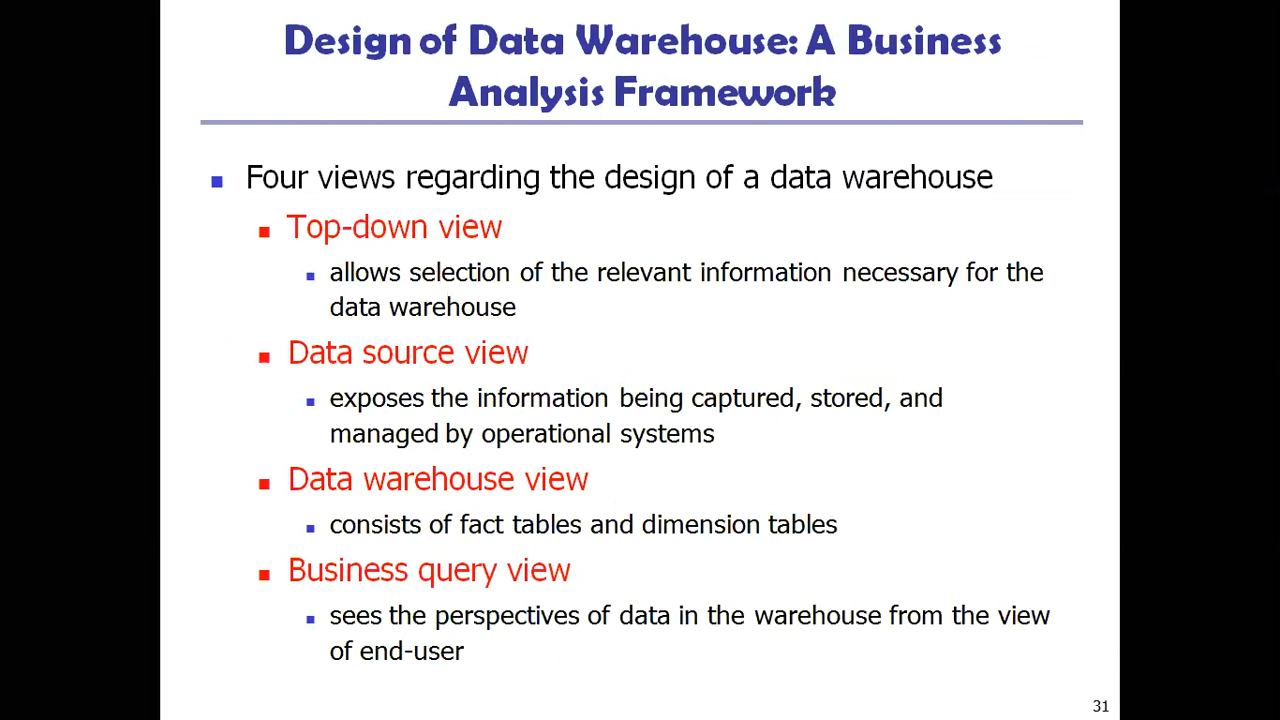 Design of Data Warehouse: A Business
Analysis Framework
Four views regarding the design of a data warehouse
Top-down view
allows selection of the relevant information necessary for the
data warehouse
Data source view
exposes the information being captured, stored, and
managed by operational systems
Data warehouse view
consists of fact tables and dimension tables
Business query view
sees the perspectives of data in the warehouse from the view
of end-user
31